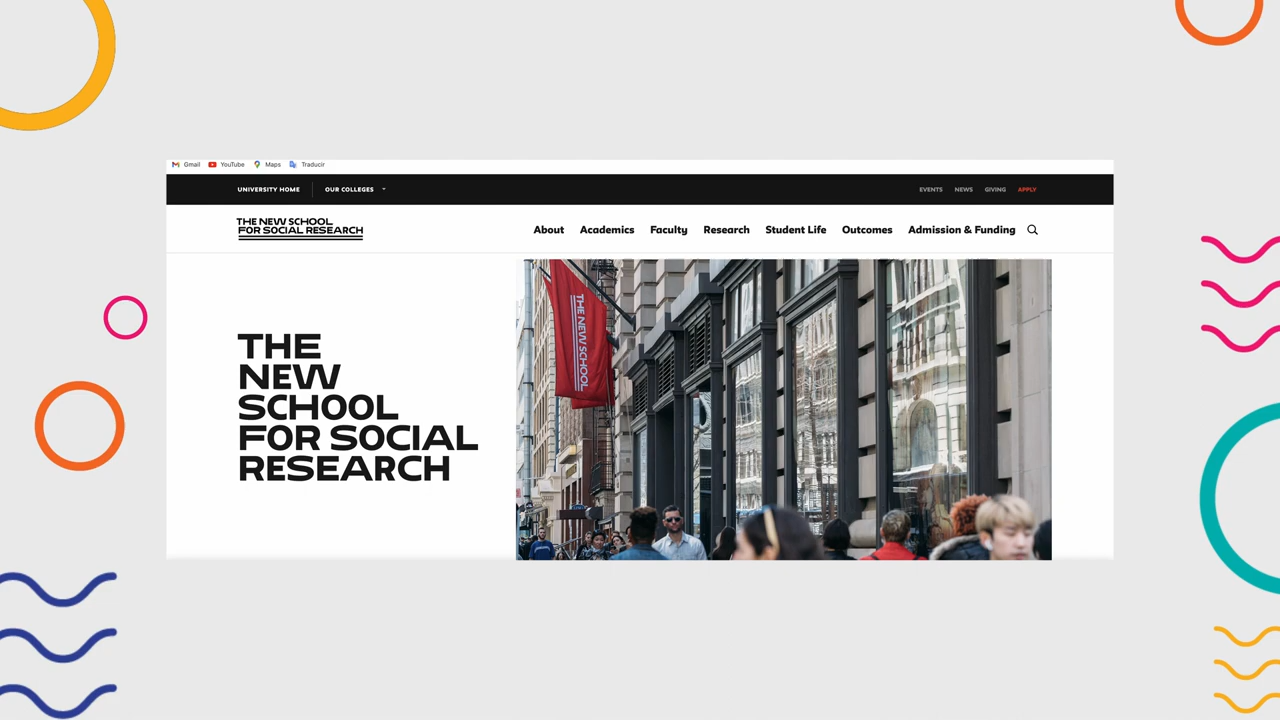 Gmail YouTube Maps Traducir
UNIVERSITY HOME OUR COLLEGES EVENTS NEWS GIVING APPLY
THE NEW SCHOOL
FOR SOCIAL RESEARCH
About Academics Faculty Research Student Life Outcomes Admission & Funding
THE
NEW
SCHOOL
FOR SOCIAL
RESEARCH
THE NEW SCHOOL